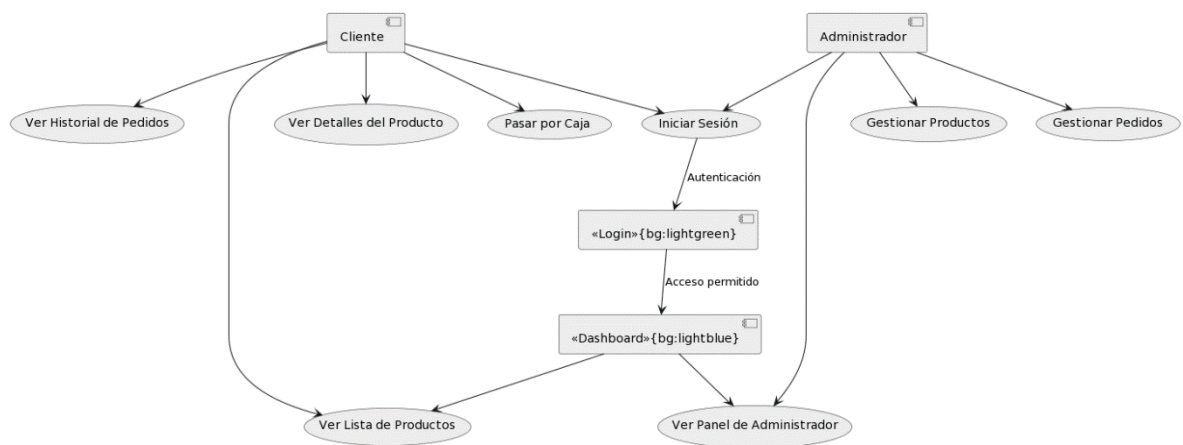 Cliente
Administrador
Ver Historial de Pedidos
Ver Detalles del Producto
Pasar por Caja
Iniciar Sesión
Gestionar Productos
Gestionar Pedidos
Autenticación
«Login»{bg:lightgreen}
Acceso permitido
«Dashboard»{bg:lightblue}
Ver Lista de Productos
Ver Panel de Administrador